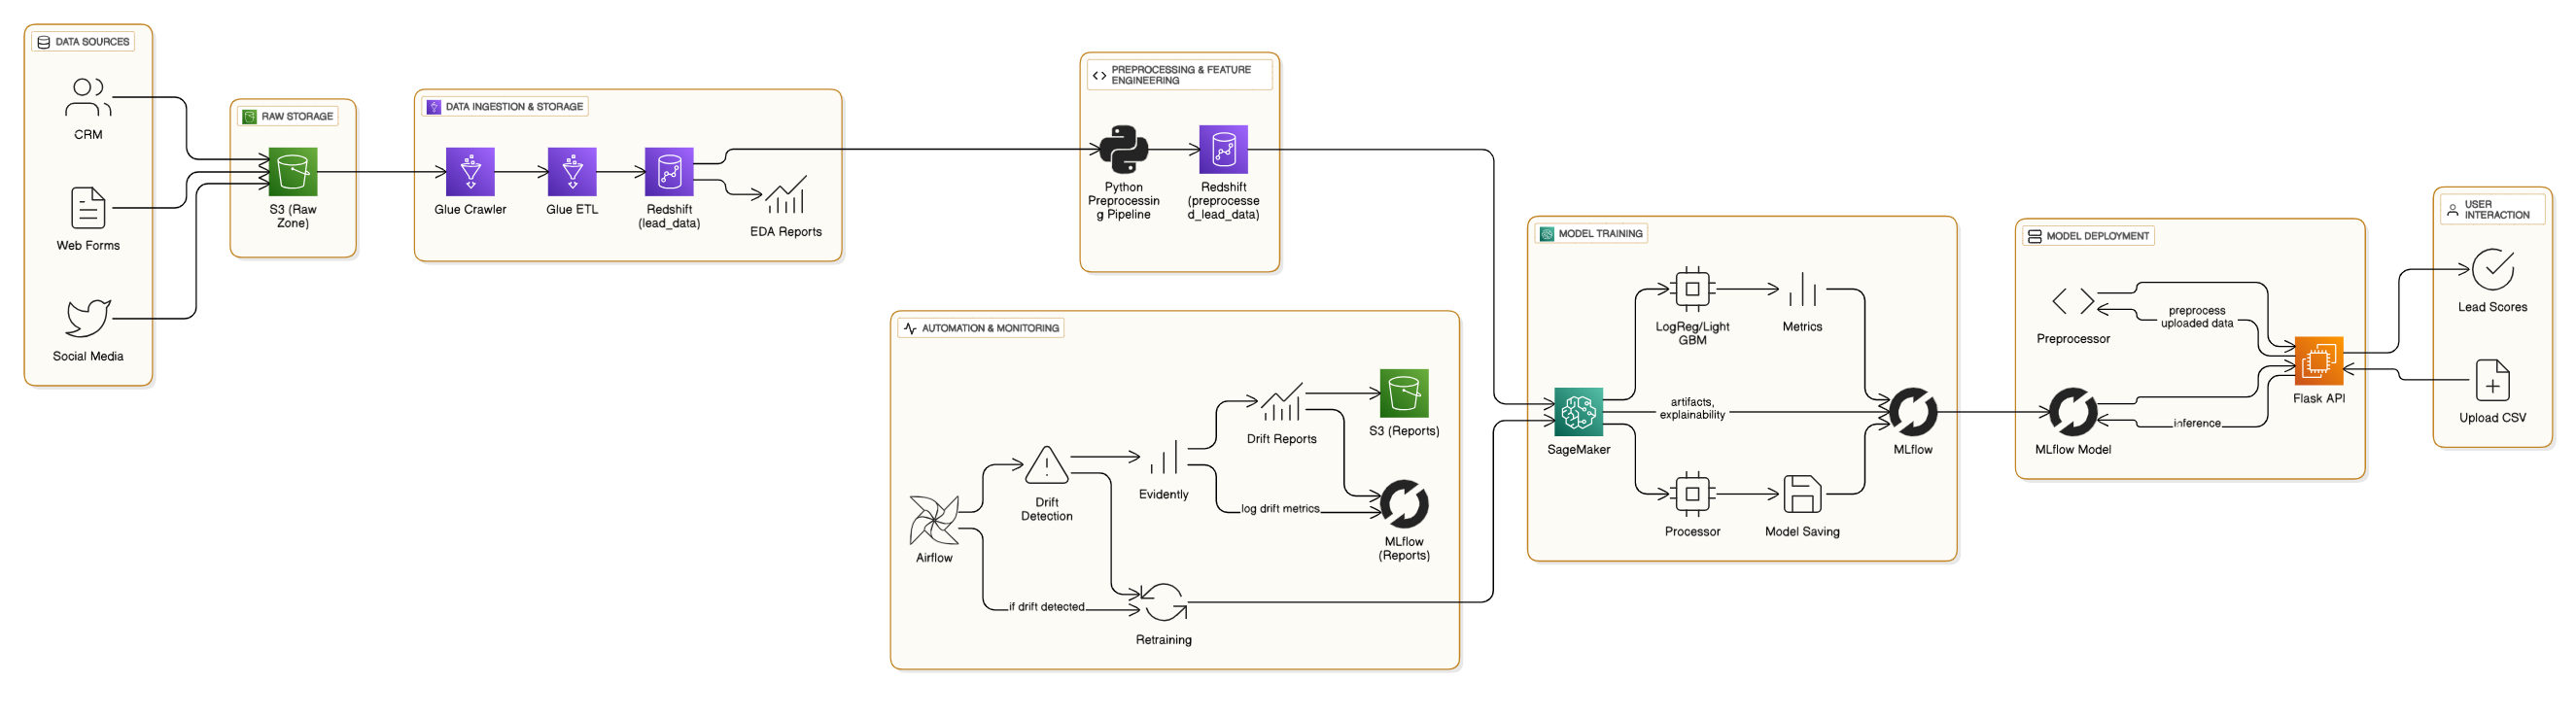 DATA SOURCES
CRM
Web Forms
Social Media
RAW STORAGE
S3 (Raw
Zone)
DATA INGESTION & STORAGE
Glue Crawler
Glue ETL
Redshift
(lead_data)
EDA Reports
PREPROCESSING & FEATURE
ENGINEERING
Python
Preprocessin
g Pipeline
Redshift
(preprocesse
d_lead_data)
AUTOMATION & MONITORING
Airflow
Drift
Detection
if drift detected
Evidently
Retraining
Drift Reports
log drift metrics
S3 (Reports)
MLflow
(Reports)
MODEL TRAINING
SageMaker
LogReg/Light
GBM
Metrics
artifacts,
explainability
Processor
Model Saving
MLflow
MODEL DEPLOYMENT
Preprocessor
preprocess
uploaded data
MLflow Model
inference
Flask API
USER
INTERACTION
Lead Scores
Upload CSV